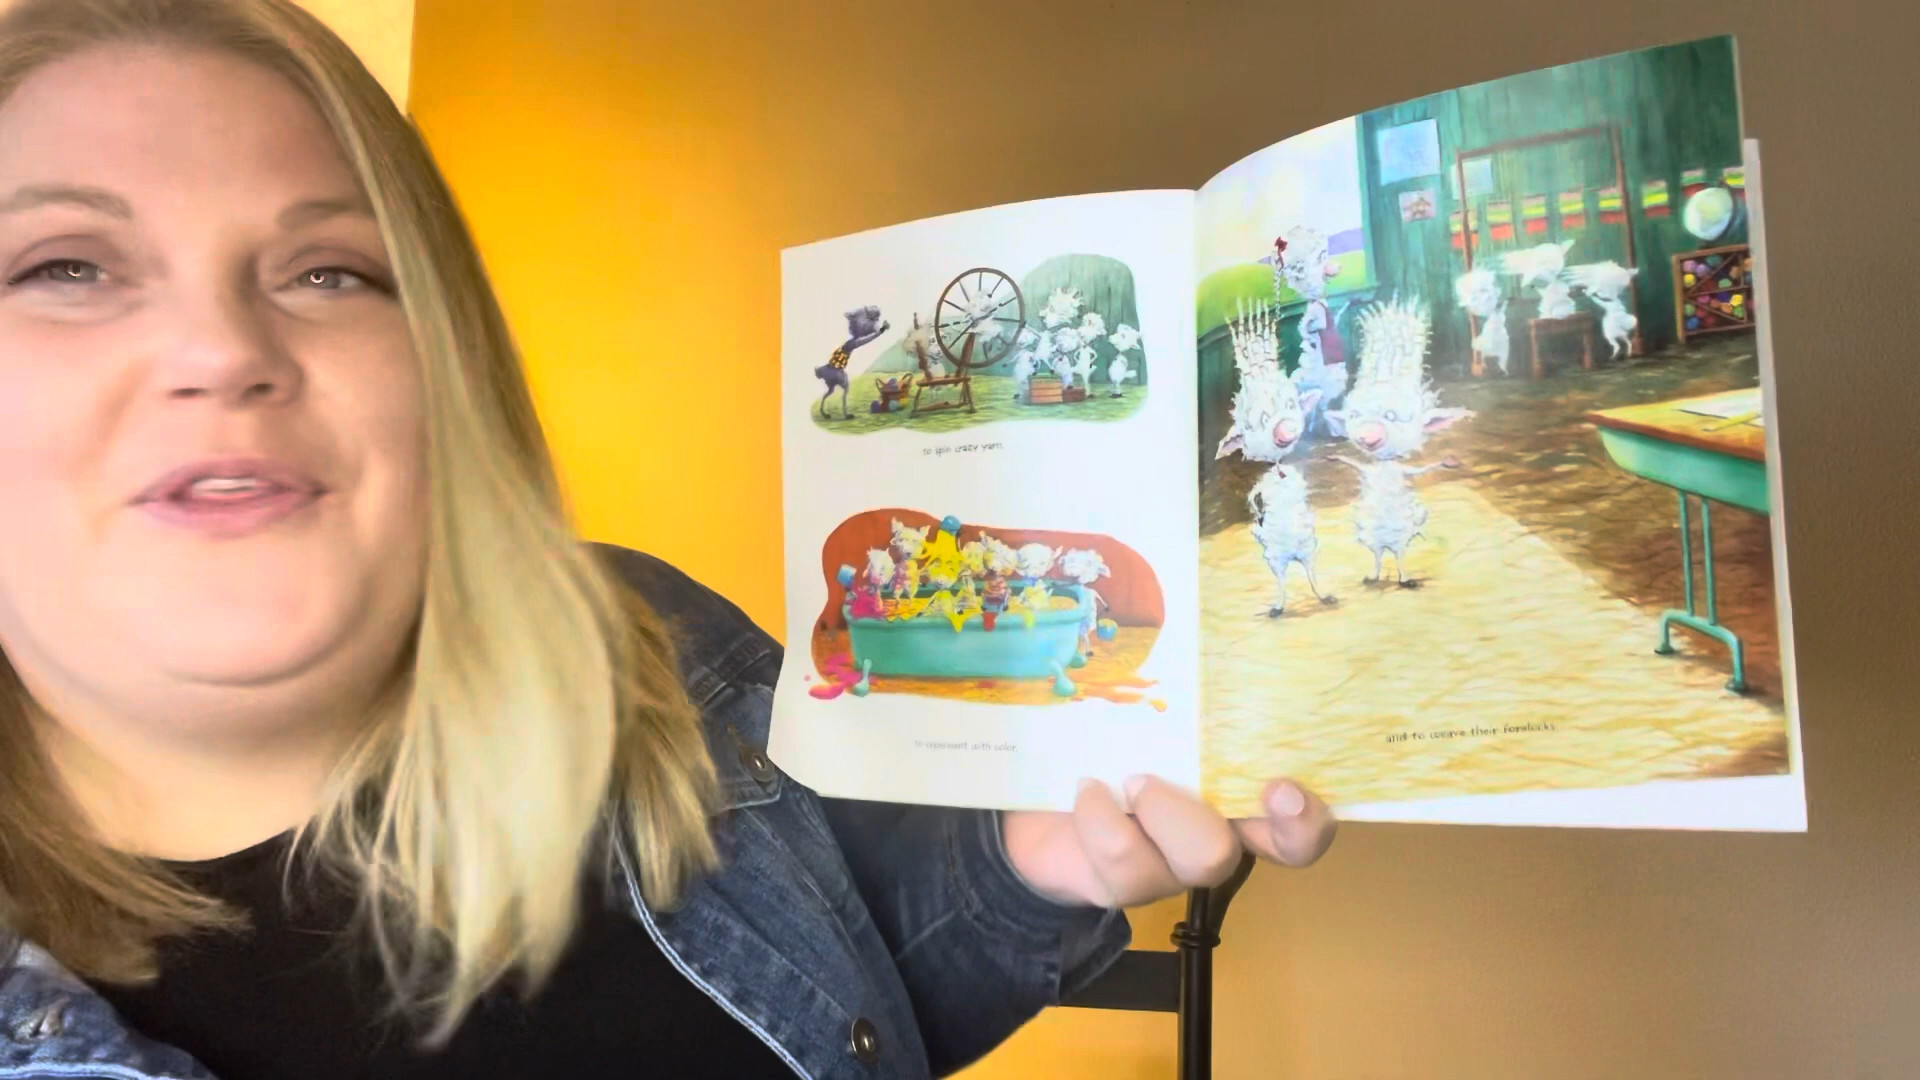 to spin crazy yarn,
to experiment with color,
and to weave their forelocks.